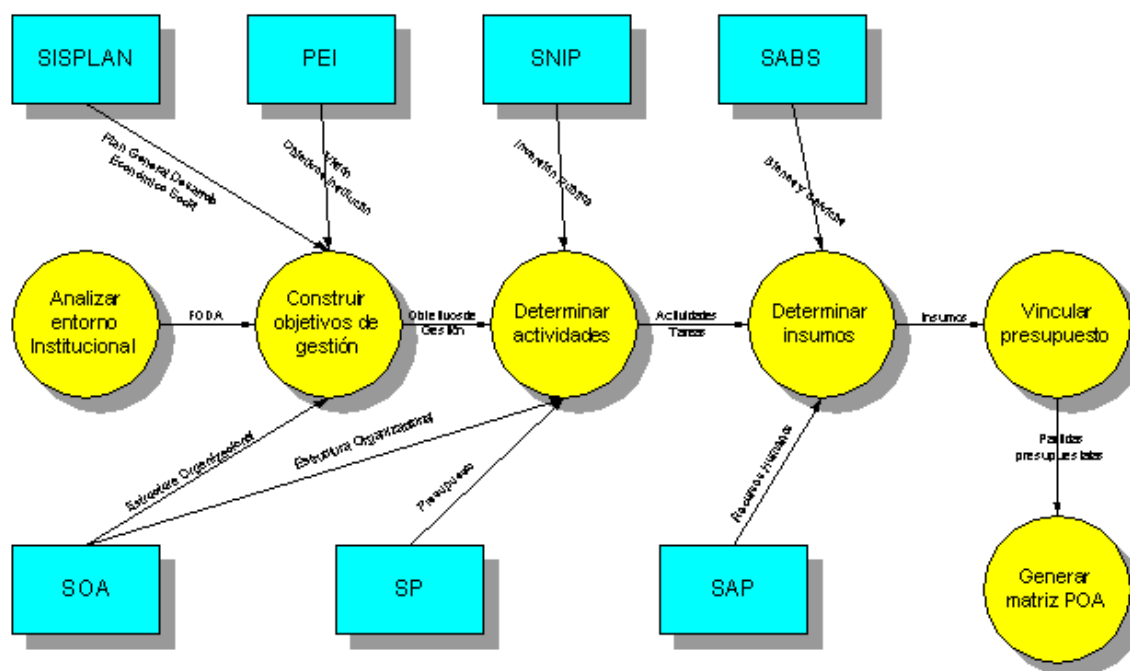 SISPLAN
PEI
SNIP
SABS
Plan General Desarrollo
Económico Social
Visión
Objetivos Institución
Inversión Pública
Bienes y Servicios
Analizar
entorno
Institucional
FODA
Construir
objetivos de
gestión
Objetivos de
Gestión
Determinar
actividades
Actividades
Tareas
Determinar
insumos
Insumos
Vincular
presupuesto
Estructura Organizacional
Estructura Organizacional
Presupuesto
Recursos Humanos
Partidas
presupuestarias
SOA
SP
SAP
Generar
matriz POA